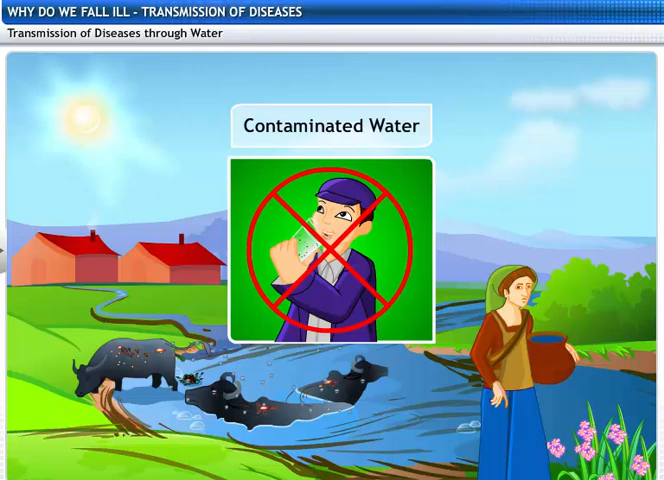 WHY DO WE FALL ILL - TRANSMISSION OF DISEASES
Transmission of Diseases through Water
Contaminated Water